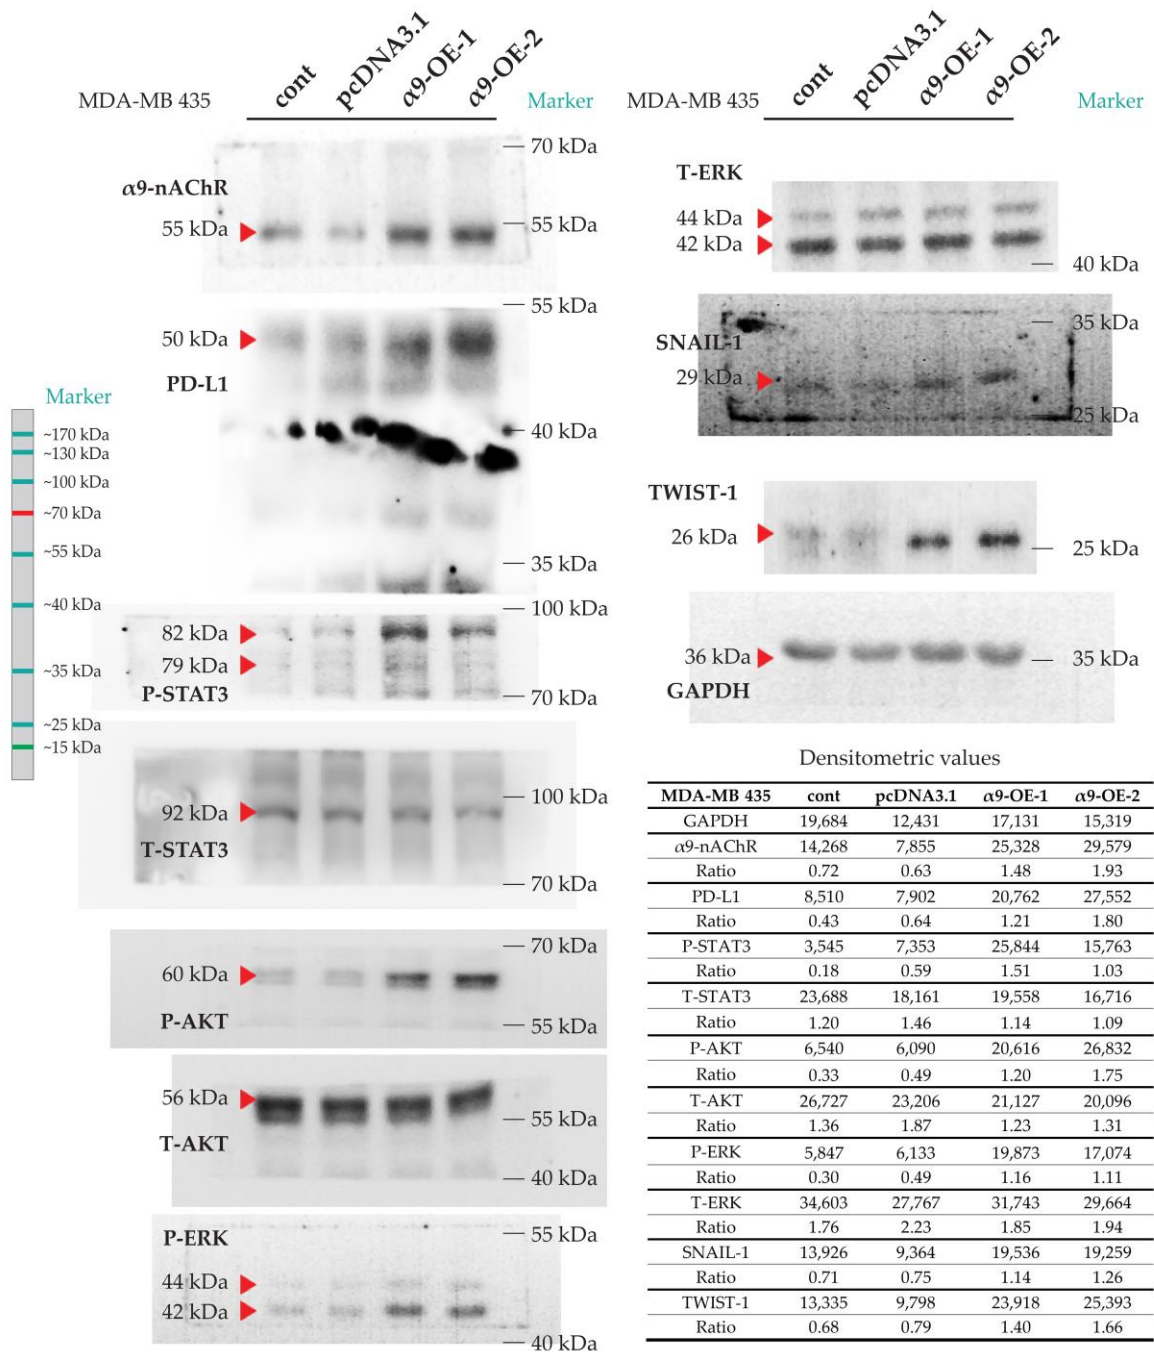 MDA-MB 435
cont
pcDNA3.1
α9-OE-1
α9-OE-2
Marker
α9-nAChR
55 kDa
70 kDa
55 kDa
50 kDa
PD-L1
55 kDa
40 kDa
35 kDa
82 kDa
79 kDa
P-STAT3
100 kDa
70 kDa
92 kDa
T-STAT3
100 kDa
70 kDa
60 kDa
P-AKT
70 kDa
55 kDa
56 kDa
T-AKT
55 kDa
40 kDa
P-ERK
44 kDa
42 kDa
55 kDa
40 kDa
Marker
~170 kDa
~130 kDa
~100 kDa
~70 kDa
~55 kDa
~40 kDa
~35 kDa
~25 kDa
~15 kDa
MDA-MB 435
cont
pcDNA3.1
α9-OE-1
α9-OE-2
Marker
T-ERK
44 kDa
42 kDa
40 kDa
SNAIL-1
29 kDa
35 kDa
25 kDa
TWIST-1
26 kDa
25 kDa
36 kDa
GAPDH
35 kDa
Densitometric values
MDA-MB 435 cont pcDNA3.1 α9-OE-1 α9-OE-2
GAPDH 19,684 12,431 17,131 15,319
α9-nAChR 14,268 7,855 25,328 29,579
Ratio 0.72 0.63 1.48 1.93
PD-L1 8,510 7,902 20,762 27,552
Ratio 0.43 0.64 1.21 1.80
P-STAT3 3,545 7,353 25,844 15,763
Ratio 0.18 0.59 1.51 1.03
T-STAT3 23,688 18,161 19,558 16,716
Ratio 1.20 1.46 1.14 1.09
P-AKT 6,540 6,090 20,616 26,832
Ratio 0.33 0.49 1.20 1.75
T-AKT 26,727 23,206 21,127 20,096
Ratio 1.36 1.87 1.23 1.31
P-ERK 5,847 6,133 19,873 17,074
Ratio 0.30 0.49 1.16 1.11
T-ERK 34,603 27,767 31,743 29,664
Ratio 1.76 2.23 1.85 1.94
SNAIL-1 13,926 9,364 19,536 19,259
Ratio 0.71 0.75 1.14 1.26
TWIST-1 13,335 9,798 23,918 25,393
Ratio 0.68 0.79 1.40 1.66